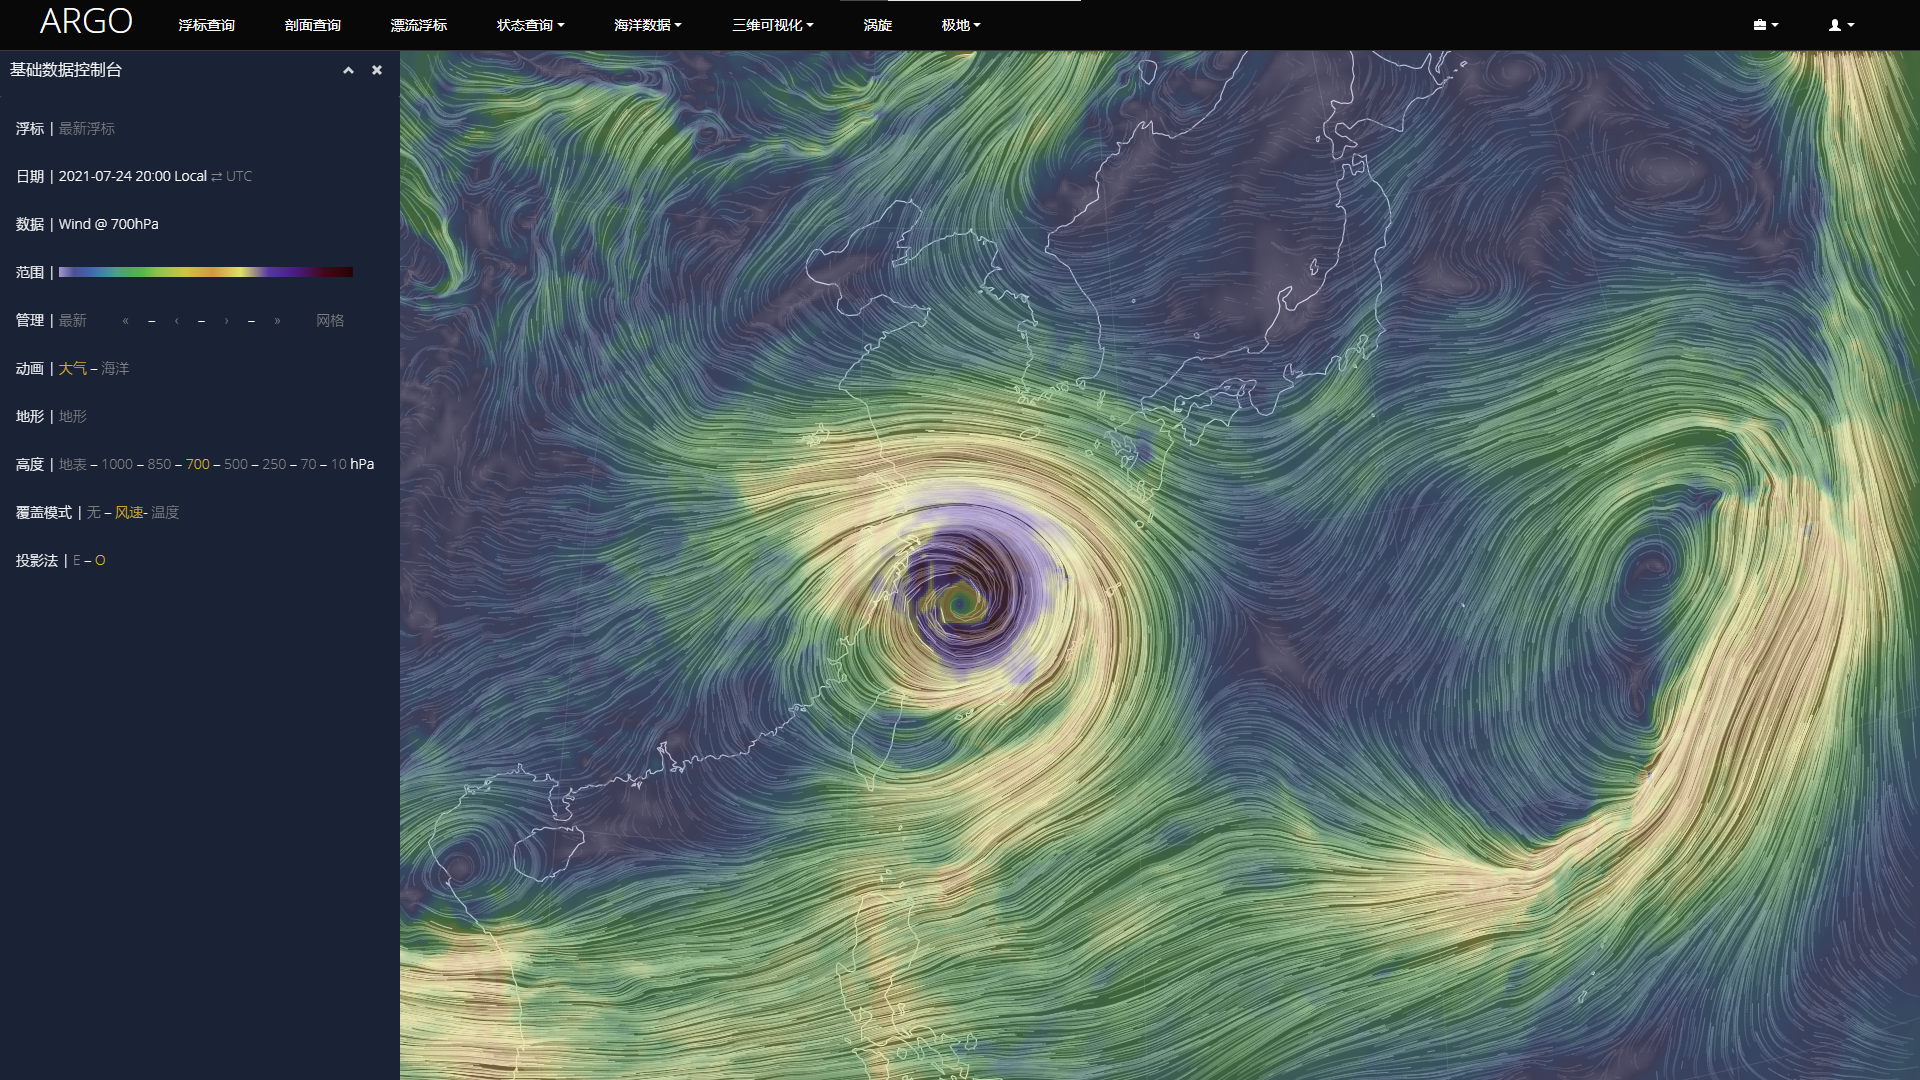 ARGO 浮标查询 剖面查询 漂流浮标 状态查询 海洋数据 三维可视化 涡旋 极地
基础数据控制台
浮标 | 最新浮标
日期 | 2021-07-24 20:00 Local ⇄ UTC
数据 | Wind @ 700hPa
范围 |
管理 | 最新 « – ‹ – › – » 网格
动画 | 大气 – 海洋
地形 | 地形
高度 | 地表 – 1000 – 850 – 700 – 500 – 250 – 70 – 10 hPa
覆盖模式 | 无 – 风速- 温度
投影法 | E – O